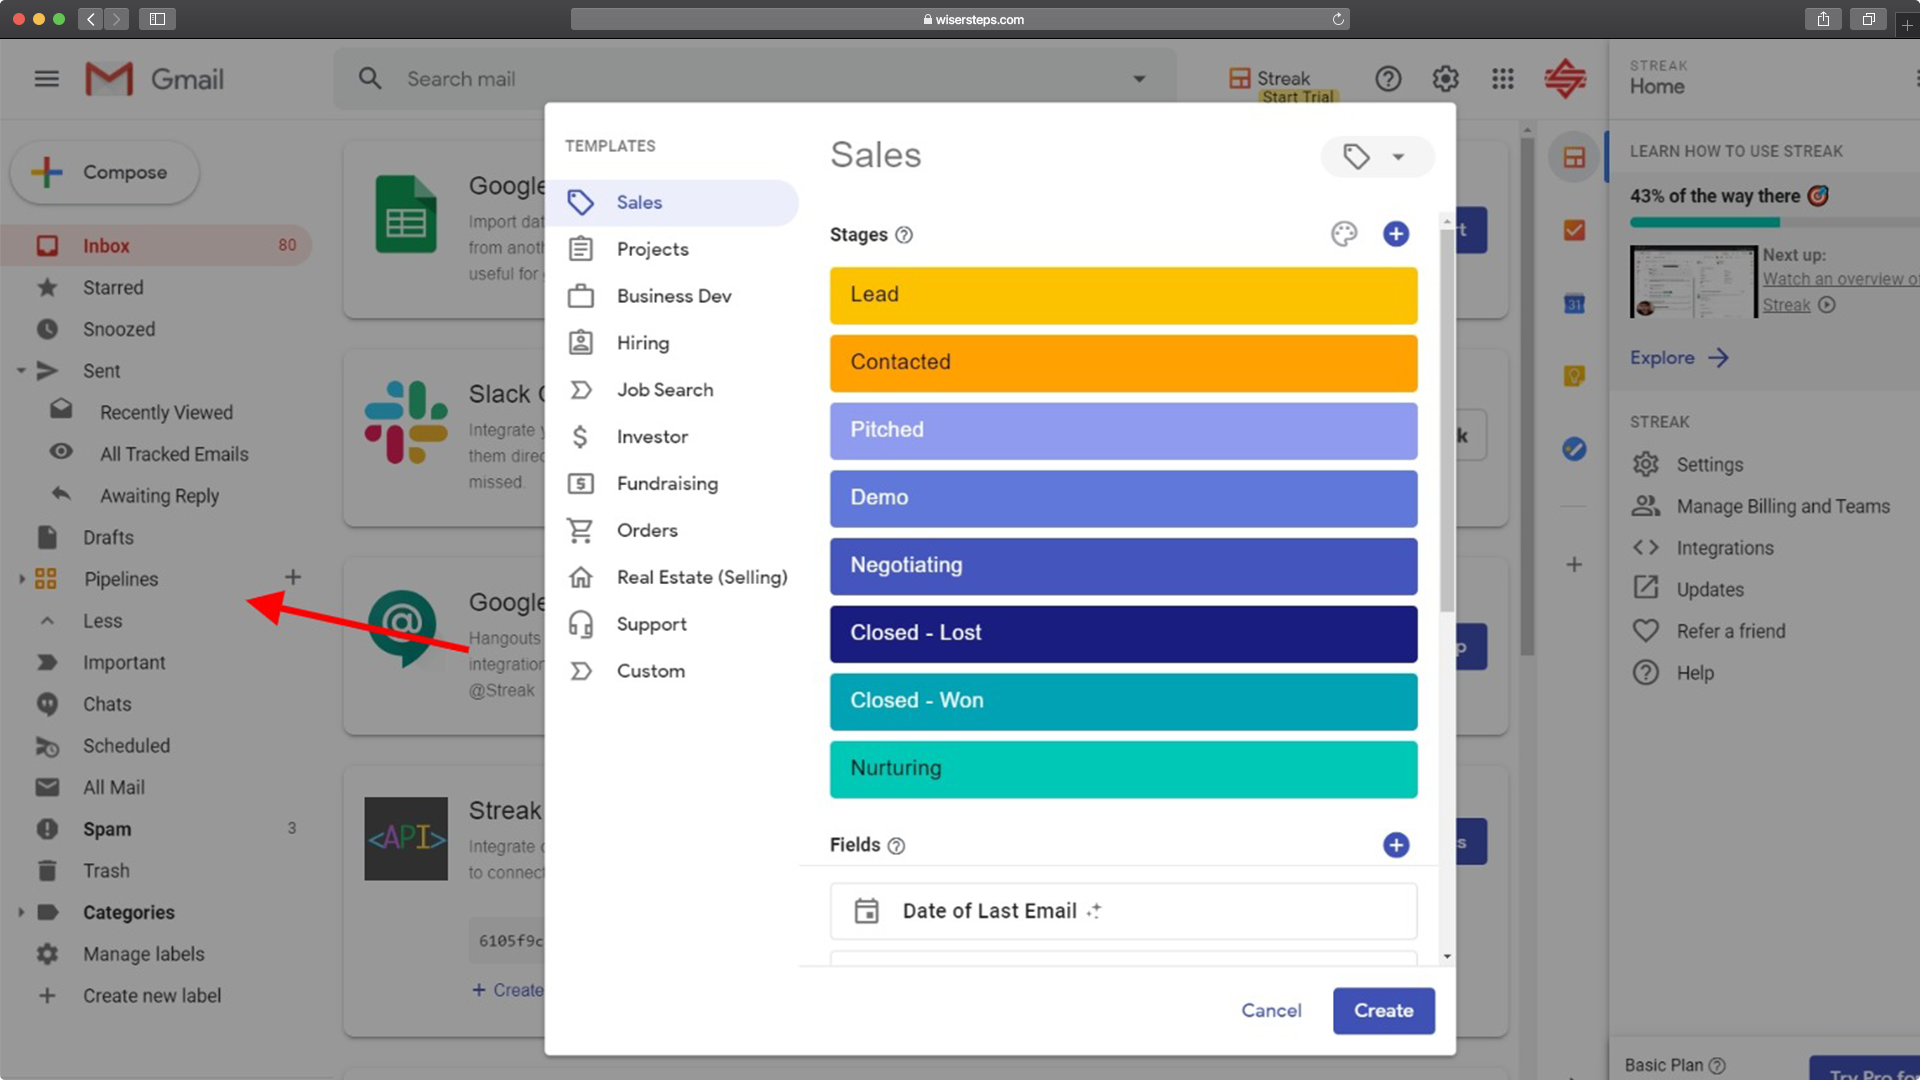 wisersteps.com
Gmail
Search mail
Streak
Start Trial
STREAK
Home
Compose
Inbox 80
Starred
Snoozed
Sent
Recently Viewed
All Tracked Emails
Awaiting Reply
Drafts
Pipelines
Less
Important
Chats
Scheduled
All Mail
Spam 3
Trash
Categories
Manage labels
Create new label
Google
Import dat
from anoth
useful for
Slack
Integrate
them direc
missed.
Google
Hangouts
integration
@Streak
<API>
Streak
Integrate
to connect
6105f9c
+ Create
TEMPLATES
Sales
Projects
Business Dev
Hiring
Job Search
Investor
Fundraising
Orders
Real Estate (Selling)
Support
Custom
Sales
Stages
Lead
Contacted
Pitched
Demo
Negotiating
Closed - Lost
Closed - Won
Nurturing
Fields
Date of Last Email
Cancel
Create
t
k
p
s
31
LEARN HOW TO USE STREAK
43% of the way there
Next up:
Watch an overview of
Streak
Explore
STREAK
Settings
Manage Billing and Teams
Integrations
Updates
Refer a friend
Help
Basic Plan
Try Pro for